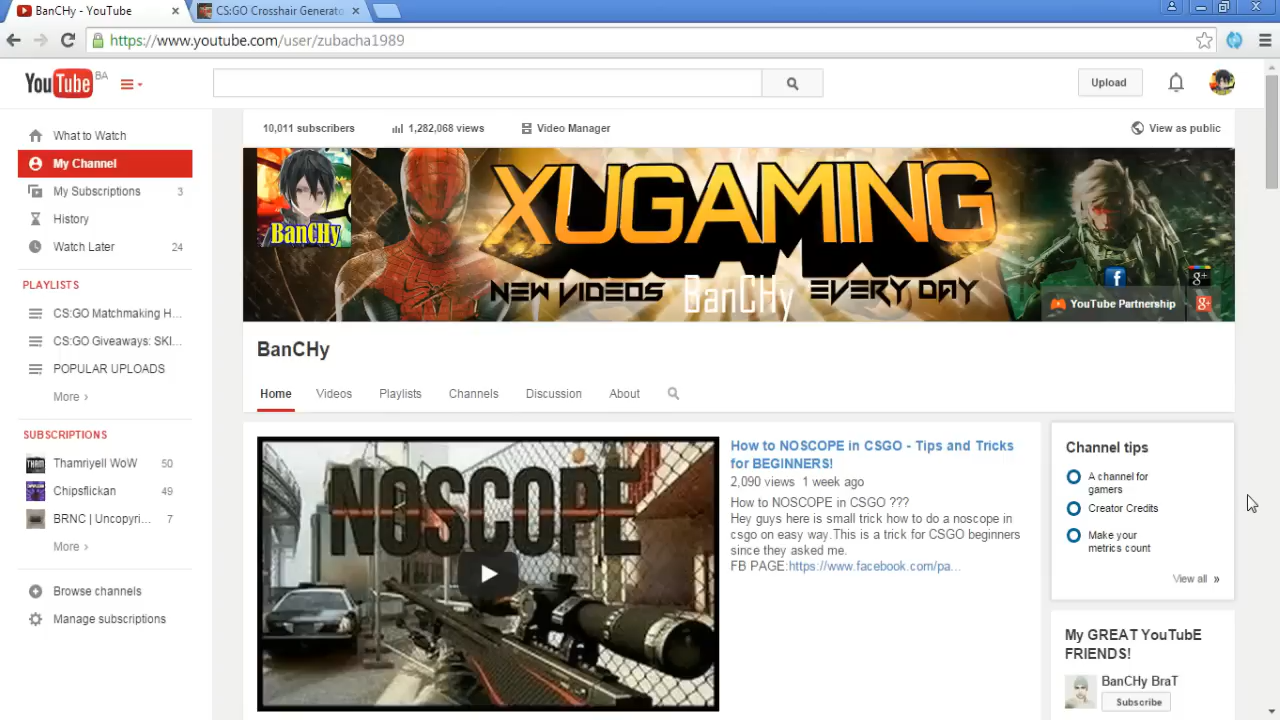 BanCHy - YouTube
CS:GO Crosshair Generato
https://www.youtube.com/user/zubacha1989
YouTube BA
Upload
What to Watch
My Channel
My Subscriptions 3
History
Watch Later 24
PLAYLISTS
CS:GO Matchmaking H...
CS:GO Giveaways: SKI...
POPULAR UPLOADS
More ›
SUBSCRIPTIONS
Thamriyell WoW 50
Chipsflickan 49
BRNC | Uncopyri... 7
More ›
Browse channels
Manage subscriptions
10,011 subscribers
1,282,068 views
Video Manager
View as public
BanCHy
XUGAMING
NEW VIDEOS BanCHy EVERY DAY
YouTube Partnership
BanCHy
Home Videos Playlists Channels Discussion About
NOSCOPE
How to NOSCOPE in CSGO - Tips and Tricks
for BEGINNERS!
2,090 views 1 week ago
How to NOSCOPE in CSGO ???
Hey guys here is small trick how to do a noscope in
csgo on easy way.This is a trick for CSGO beginners
since they asked me.
FB PAGE:https://www.facebook.com/pa...
Channel tips
A channel for
gamers
Creator Credits
Make your
metrics count
View all »
My GREAT YouTubE
FRIENDS!
BanCHy BraT
Subscribe